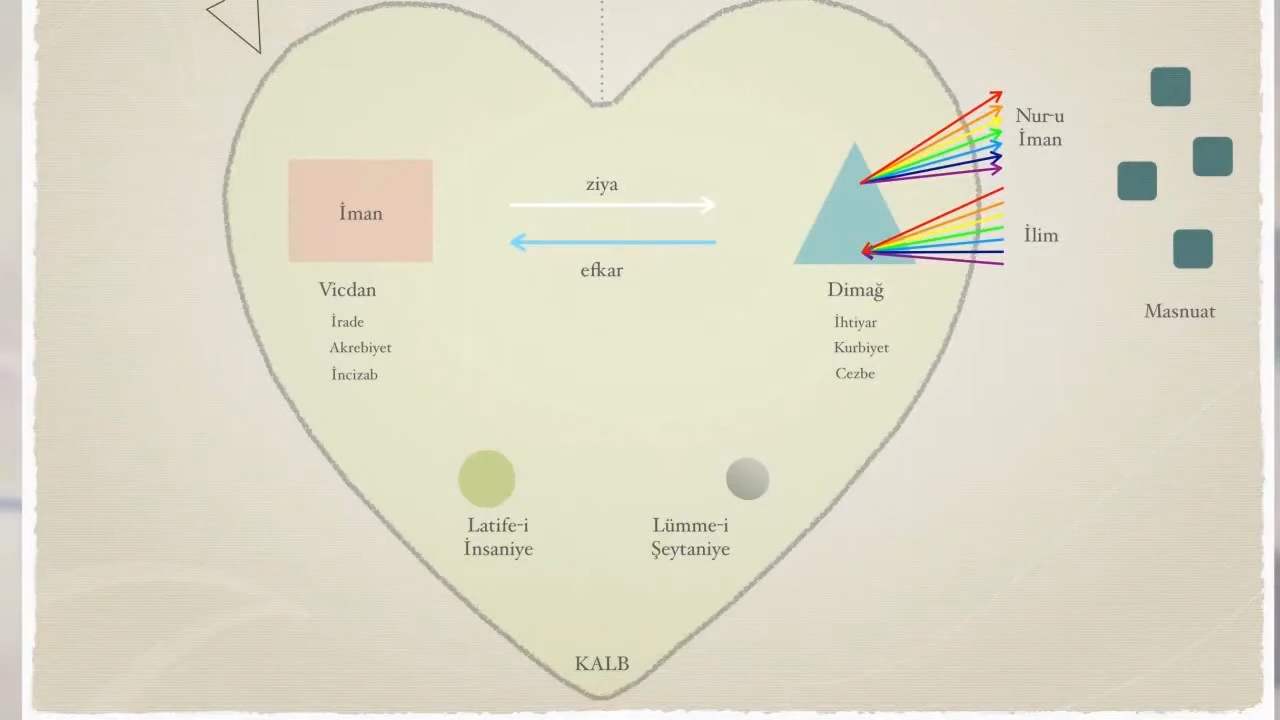 Nur-u
İman
ziya
İman
İlim
efkar
Vicdan
Dimağ
Masnuat
İrade
İhtiyar
Akrebiyet
Kurbiyet
İncizab
Cezbe
Latife-i
İnsaniye
Lümme-i
Şeytaniye
KALB